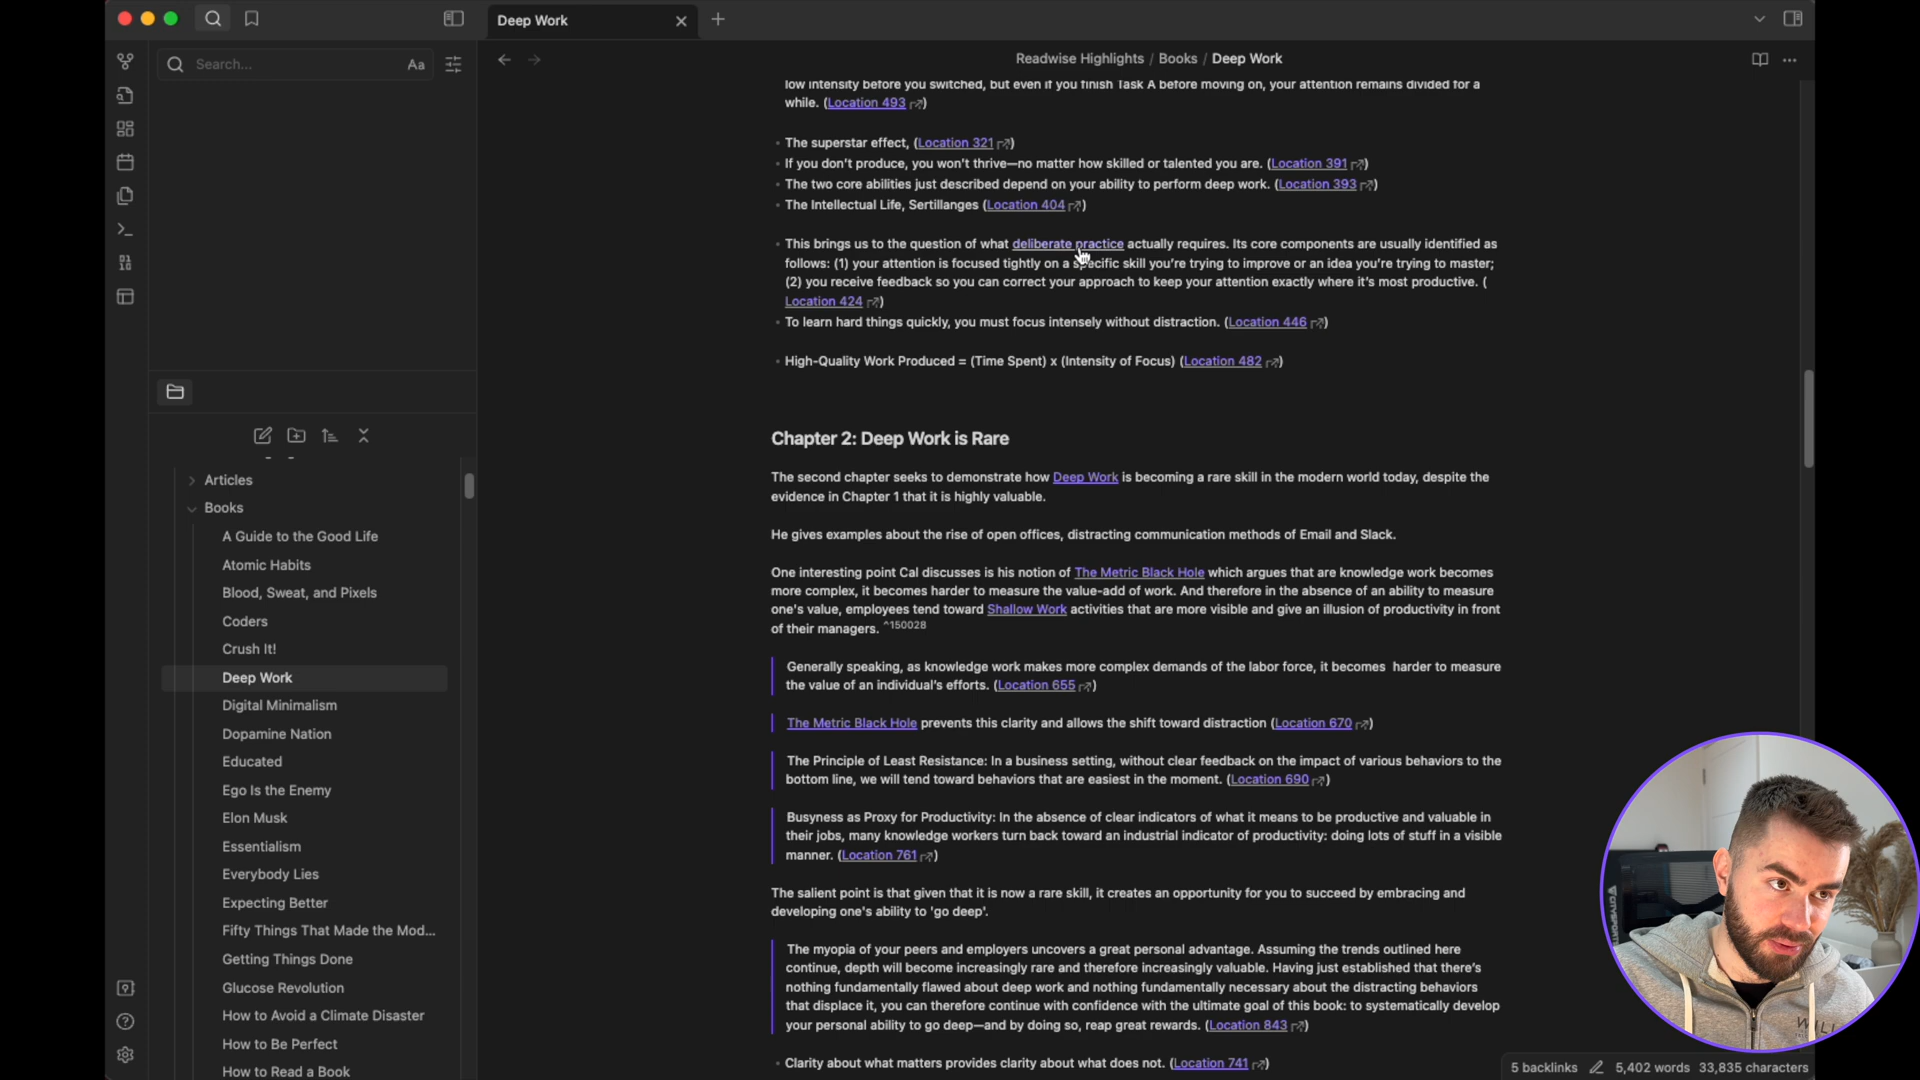 Deep Work
Search...
Aa
Articles
Books
A Guide to the Good Life
Atomic Habits
Blood, Sweat, and Pixels
Coders
Crush It!
Deep Work
Digital Minimalism
Dopamine Nation
Educated
Ego Is the Enemy
Elon Musk
Essentialism
Everybody Lies
Expecting Better
Fifty Things That Made the Mod...
Getting Things Done
Glucose Revolution
How to Avoid a Climate Disaster
How to Be Perfect
How to Read a Book
Readwise Highlights / Books / Deep Work
low intensity before you switched, but even if you finish Task A before moving on, your attention remains divided for a
while. (Location 493)
The superstar effect, (Location 321)
If you don't produce, you won't thrive—no matter how skilled or talented you are. (Location 391)
The two core abilities just described depend on your ability to perform deep work. (Location 393)
The Intellectual Life, Sertillanges (Location 404)
This brings us to the question of what deliberate practice actually requires. Its core components are usually identified as
follows: (1) your attention is focused tightly on a specific skill you're trying to improve or an idea you're trying to master;
(2) you receive feedback so you can correct your approach to keep your attention exactly where it's most productive. (
Location 424)
To learn hard things quickly, you must focus intensely without distraction. (Location 446)
High-Quality Work Produced = (Time Spent) x (Intensity of Focus) (Location 482)
Chapter 2: Deep Work is Rare
The second chapter seeks to demonstrate how Deep Work is becoming a rare skill in the modern world today, despite the
evidence in Chapter 1 that it is highly valuable.
He gives examples about the rise of open offices, distracting communication methods of Email and Slack.
One interesting point Cal discusses is his notion of The Metric Black Hole which argues that are knowledge work becomes
more complex, it becomes harder to measure the value-add of work. And therefore in the absence of an ability to measure
one's value, employees tend toward Shallow Work activities that are more visible and give an illusion of productivity in front
of their managers. ^150028
Generally speaking, as knowledge work makes more complex demands of the labor force, it becomes harder to measure
the value of an individual's efforts. (Location 655)
The Metric Black Hole prevents this clarity and allows the shift toward distraction (Location 670)
The Principle of Least Resistance: In a business setting, without clear feedback on the impact of various behaviors to the
bottom line, we will tend toward behaviors that are easiest in the moment. (Location 690)
Busyness as Proxy for Productivity: In the absence of clear indicators of what it means to be productive and valuable in
their jobs, many knowledge workers turn back toward an industrial indicator of productivity: doing lots of stuff in a visible
manner. (Location 761)
The salient point is that given that it is now a rare skill, it creates an opportunity for you to succeed by embracing and
developing one's ability to 'go deep'.
The myopia of your peers and employers uncovers a great personal advantage. Assuming the trends outlined here
continue, depth will become increasingly rare and therefore increasingly valuable. Having just established that there's
nothing fundamentally flawed about deep work and nothing fundamentally necessary about the distracting behaviors
that displace it, you can therefore continue with confidence with the ultimate goal of this book: to systematically develop
your personal ability to go deep—and by doing so, reap great rewards. (Location 843)
Clarity about what matters provides clarity about what does not. (Location 741)
5 backlinks 5,402 words 33,835 characters